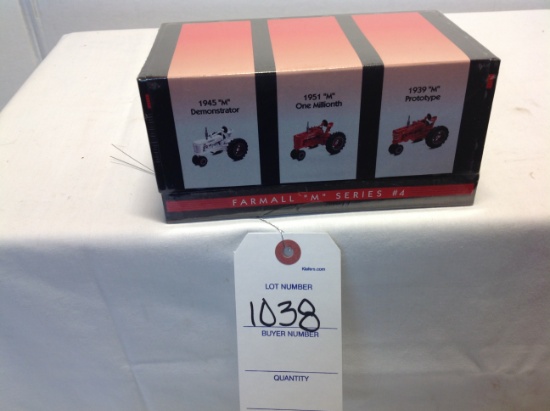 1945 "M"
Demonstrator
1951 "M"
One Millionth
1939 "M"
Prototype
FARMALL "M" SERIES #4
LOT NUMBER
1038
BUYER NUMBER
QUANTITY